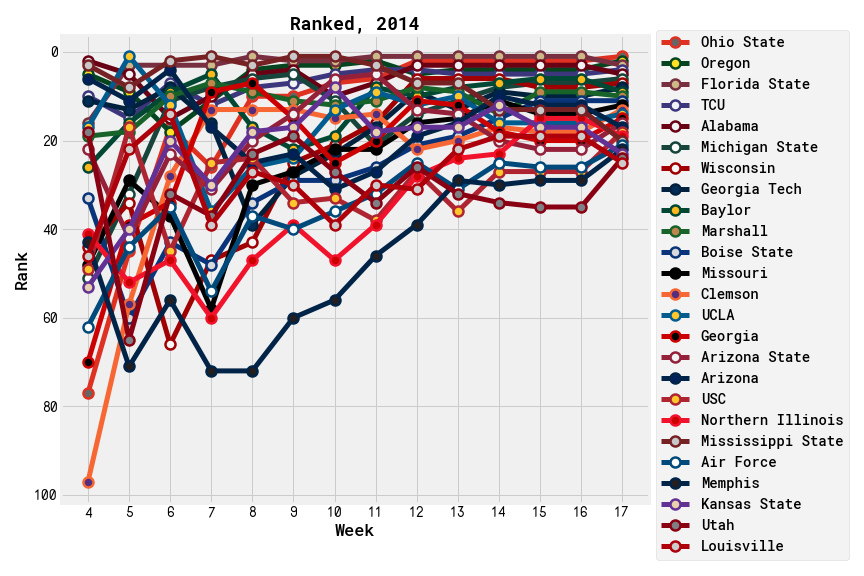 Ranked, 2014
0
20
40
60
80
100
Rank
4 5 6 7 8 9 10 11 12 13 14 15 16 17
Week
Ohio State
Oregon
Florida State
TCU
Alabama
Michigan State
Wisconsin
Georgia Tech
Baylor
Marshall
Boise State
Missouri
Clemson
UCLA
Georgia
Arizona State
Arizona
USC
Northern Illinois
Mississippi State
Air Force
Memphis
Kansas State
Utah
Louisville